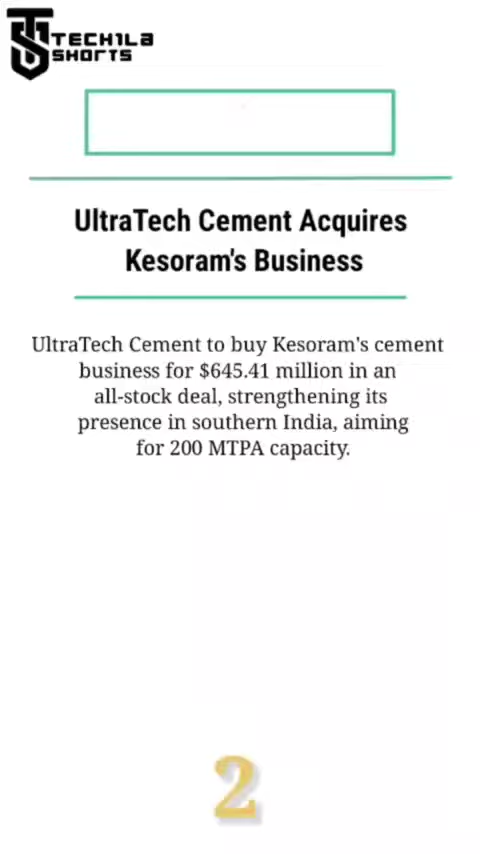 TECH1LA
SHORTS
UltraTech Cement Acquires
Kesoram's Business
UltraTech Cement to buy Kesoram's cement
business for $645.41 million in an
all-stock deal, strengthening its
presence in southern India, aiming
for 200 MTPA capacity.
2